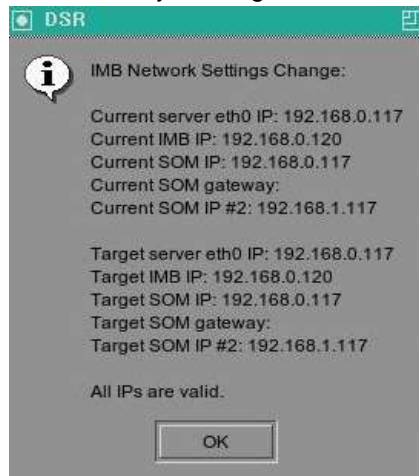 DSR
IMB Network Settings Change:
Current server eth0 IP: 192.168.0.117
Current IMB IP: 192.168.0.120
Current SOM IP: 192.168.0.117
Current SOM gateway:
Current SOM IP #2: 192.168.1.117
Target server eth0 IP: 192.168.0.117
Target IMB IP: 192.168.0.120
Target SOM IP: 192.168.0.117
Target SOM gateway:
Target SOM IP #2: 192.168.1.117
All IPs are valid.
OK